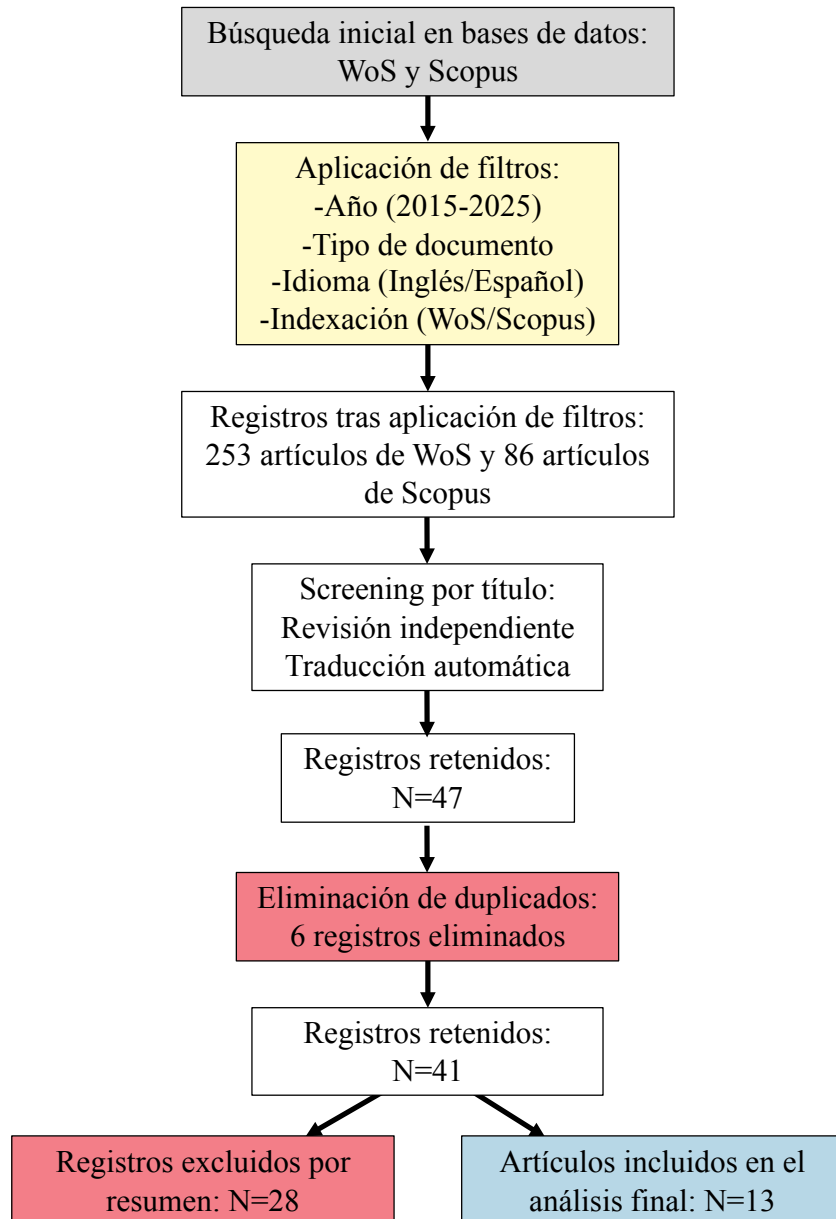 Búsqueda inicial en bases de datos:
WoS y Scopus
Aplicación de filtros:
-Año (2015-2025)
-Tipo de documento
-Idioma (Inglés/Español)
-Indexación (WoS/Scopus)
Registros tras aplicación de filtros:
253 artículos de WoS y 86 artículos
de Scopus
Screening por título:
Revisión independiente
Traducción automática
Registros retenidos:
N=47
Eliminación de duplicados:
6 registros eliminados
Registros retenidos:
N=41
Registros excluidos por
resumen: N=28
Artículos incluidos en el
análisis final: N=13